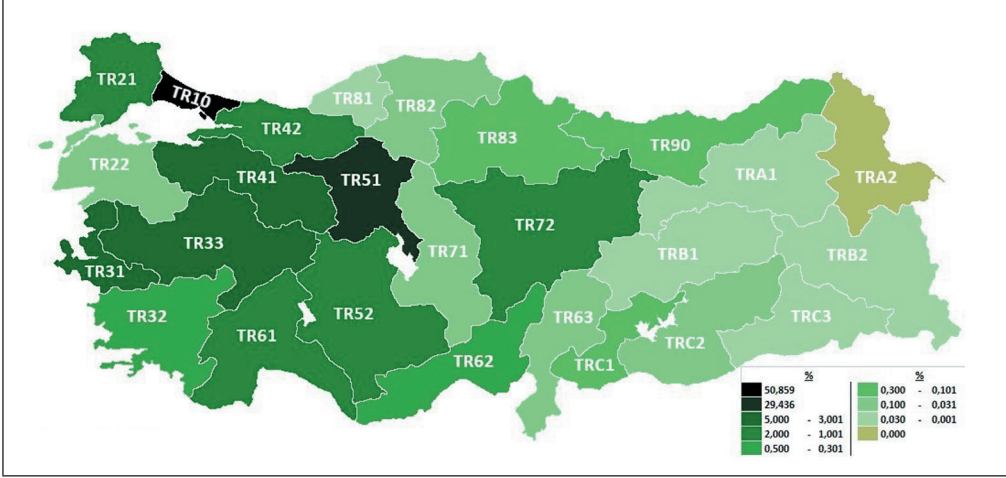 TR21
TR10
TR81
TR82
TR42
TR83
TR90
TR22
TR41
TR51
TRA1
TRA2
TR72
TR33
TR71
TRB1
TRB2
TR31
TR32
TR61
TR52
TR63
TRC3
TRC2
TR62
TRC1
% %
50,859 0,300 - 0,101
29,436 0,100 - 0,031
5,000 - 3,001 0,030 - 0,001
2,000 - 1,001 0,000
0,500 - 0,301